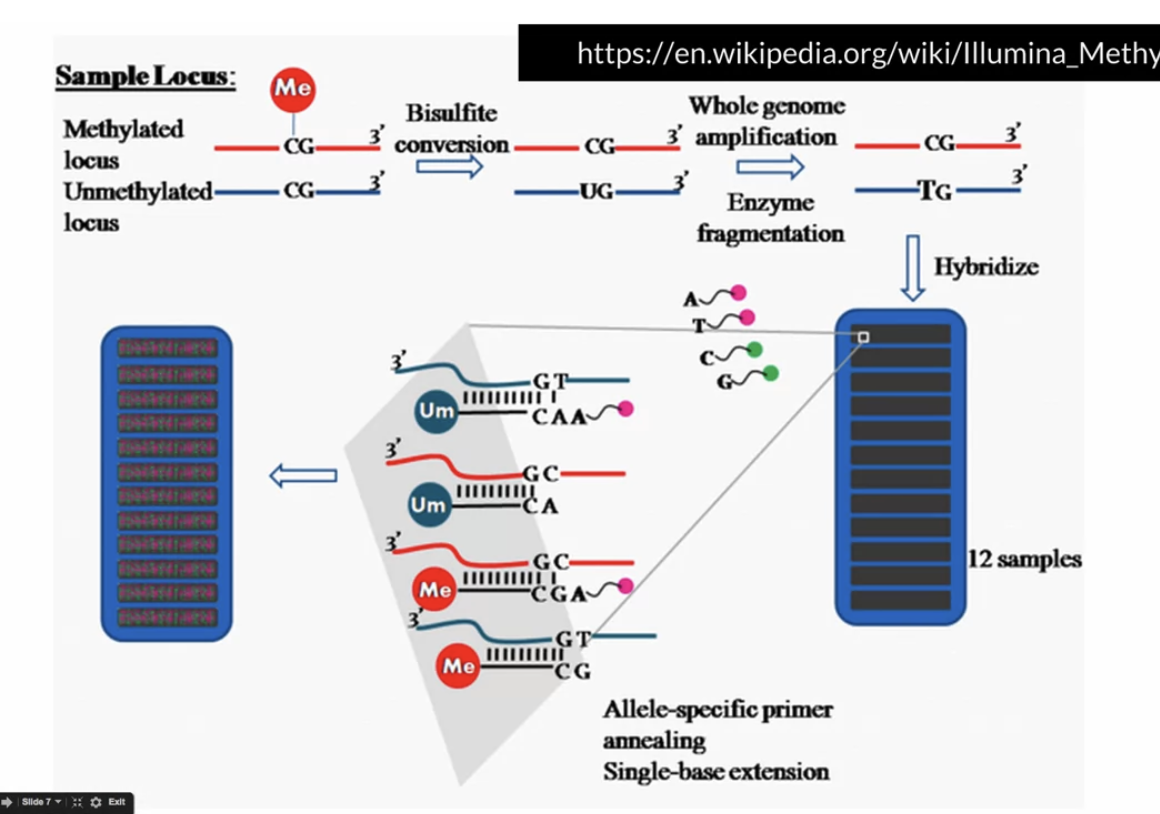 https://en.wikipedia.org/wiki/Illumina_Methy
Sample Locus:
Me
Methylated
locus
CG
3'
Bisulfite
conversion
CG
3'
Whole genome
amplification
CG
3'
Unmethylated
locus
CG
3'
UG
3'
Enzyme
fragmentation
TG
3'
Hybridize
A
T
C
G
3'
GT
Um
CAA
3'
GC
Um
CA
3'
GC
Me
CGA
3'
GT
Me
CG
12 samples
Allele-specific primer
annealing
Single-base extension
Slide 7
Exit